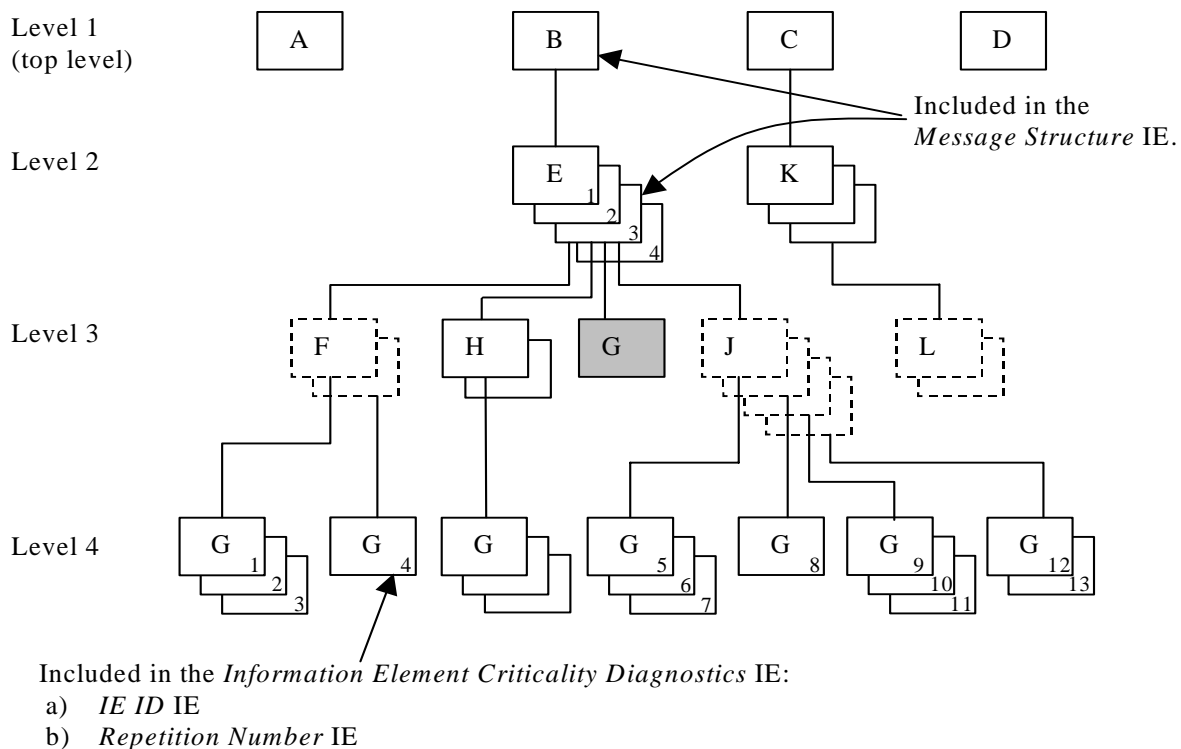 Level 1
(top level)
A
B
C
D
Included in the
Message Structure IE.
Level 2
E
1
2
3
4
K
Level 3
F
H
G
J
L
Level 4
G
1
2
3
G
4
G
G
5
6
7
G
8
G
9
10
11
G
12
13
Included in the Information Element Criticality Diagnostics IE:
a) IE ID IE
b) Repetition Number IE